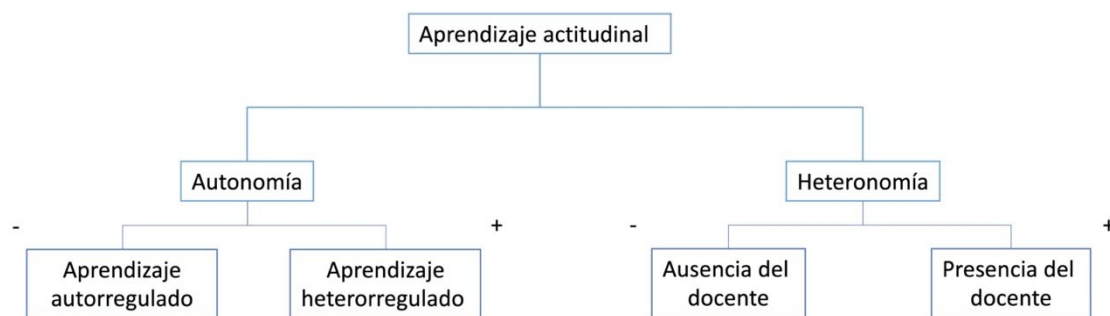 Aprendizaje actitudinal
Autonomía
Heteronomía
-
+
-
+
Aprendizaje
autorregulado
Aprendizaje
heterorregulado
Ausencia del
docente
Presencia del
docente